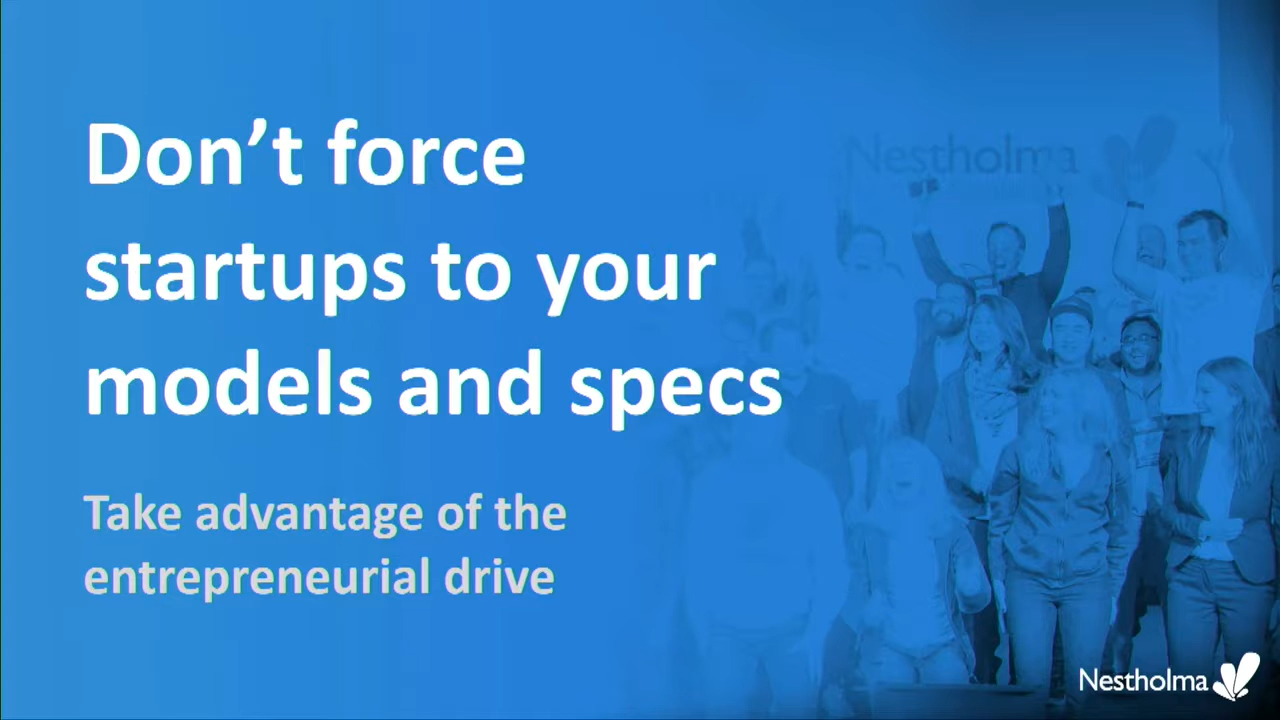 Don’t force
startups to your
models and specs
Take advantage of the
entrepreneurial drive
Nestholma
Nestholma